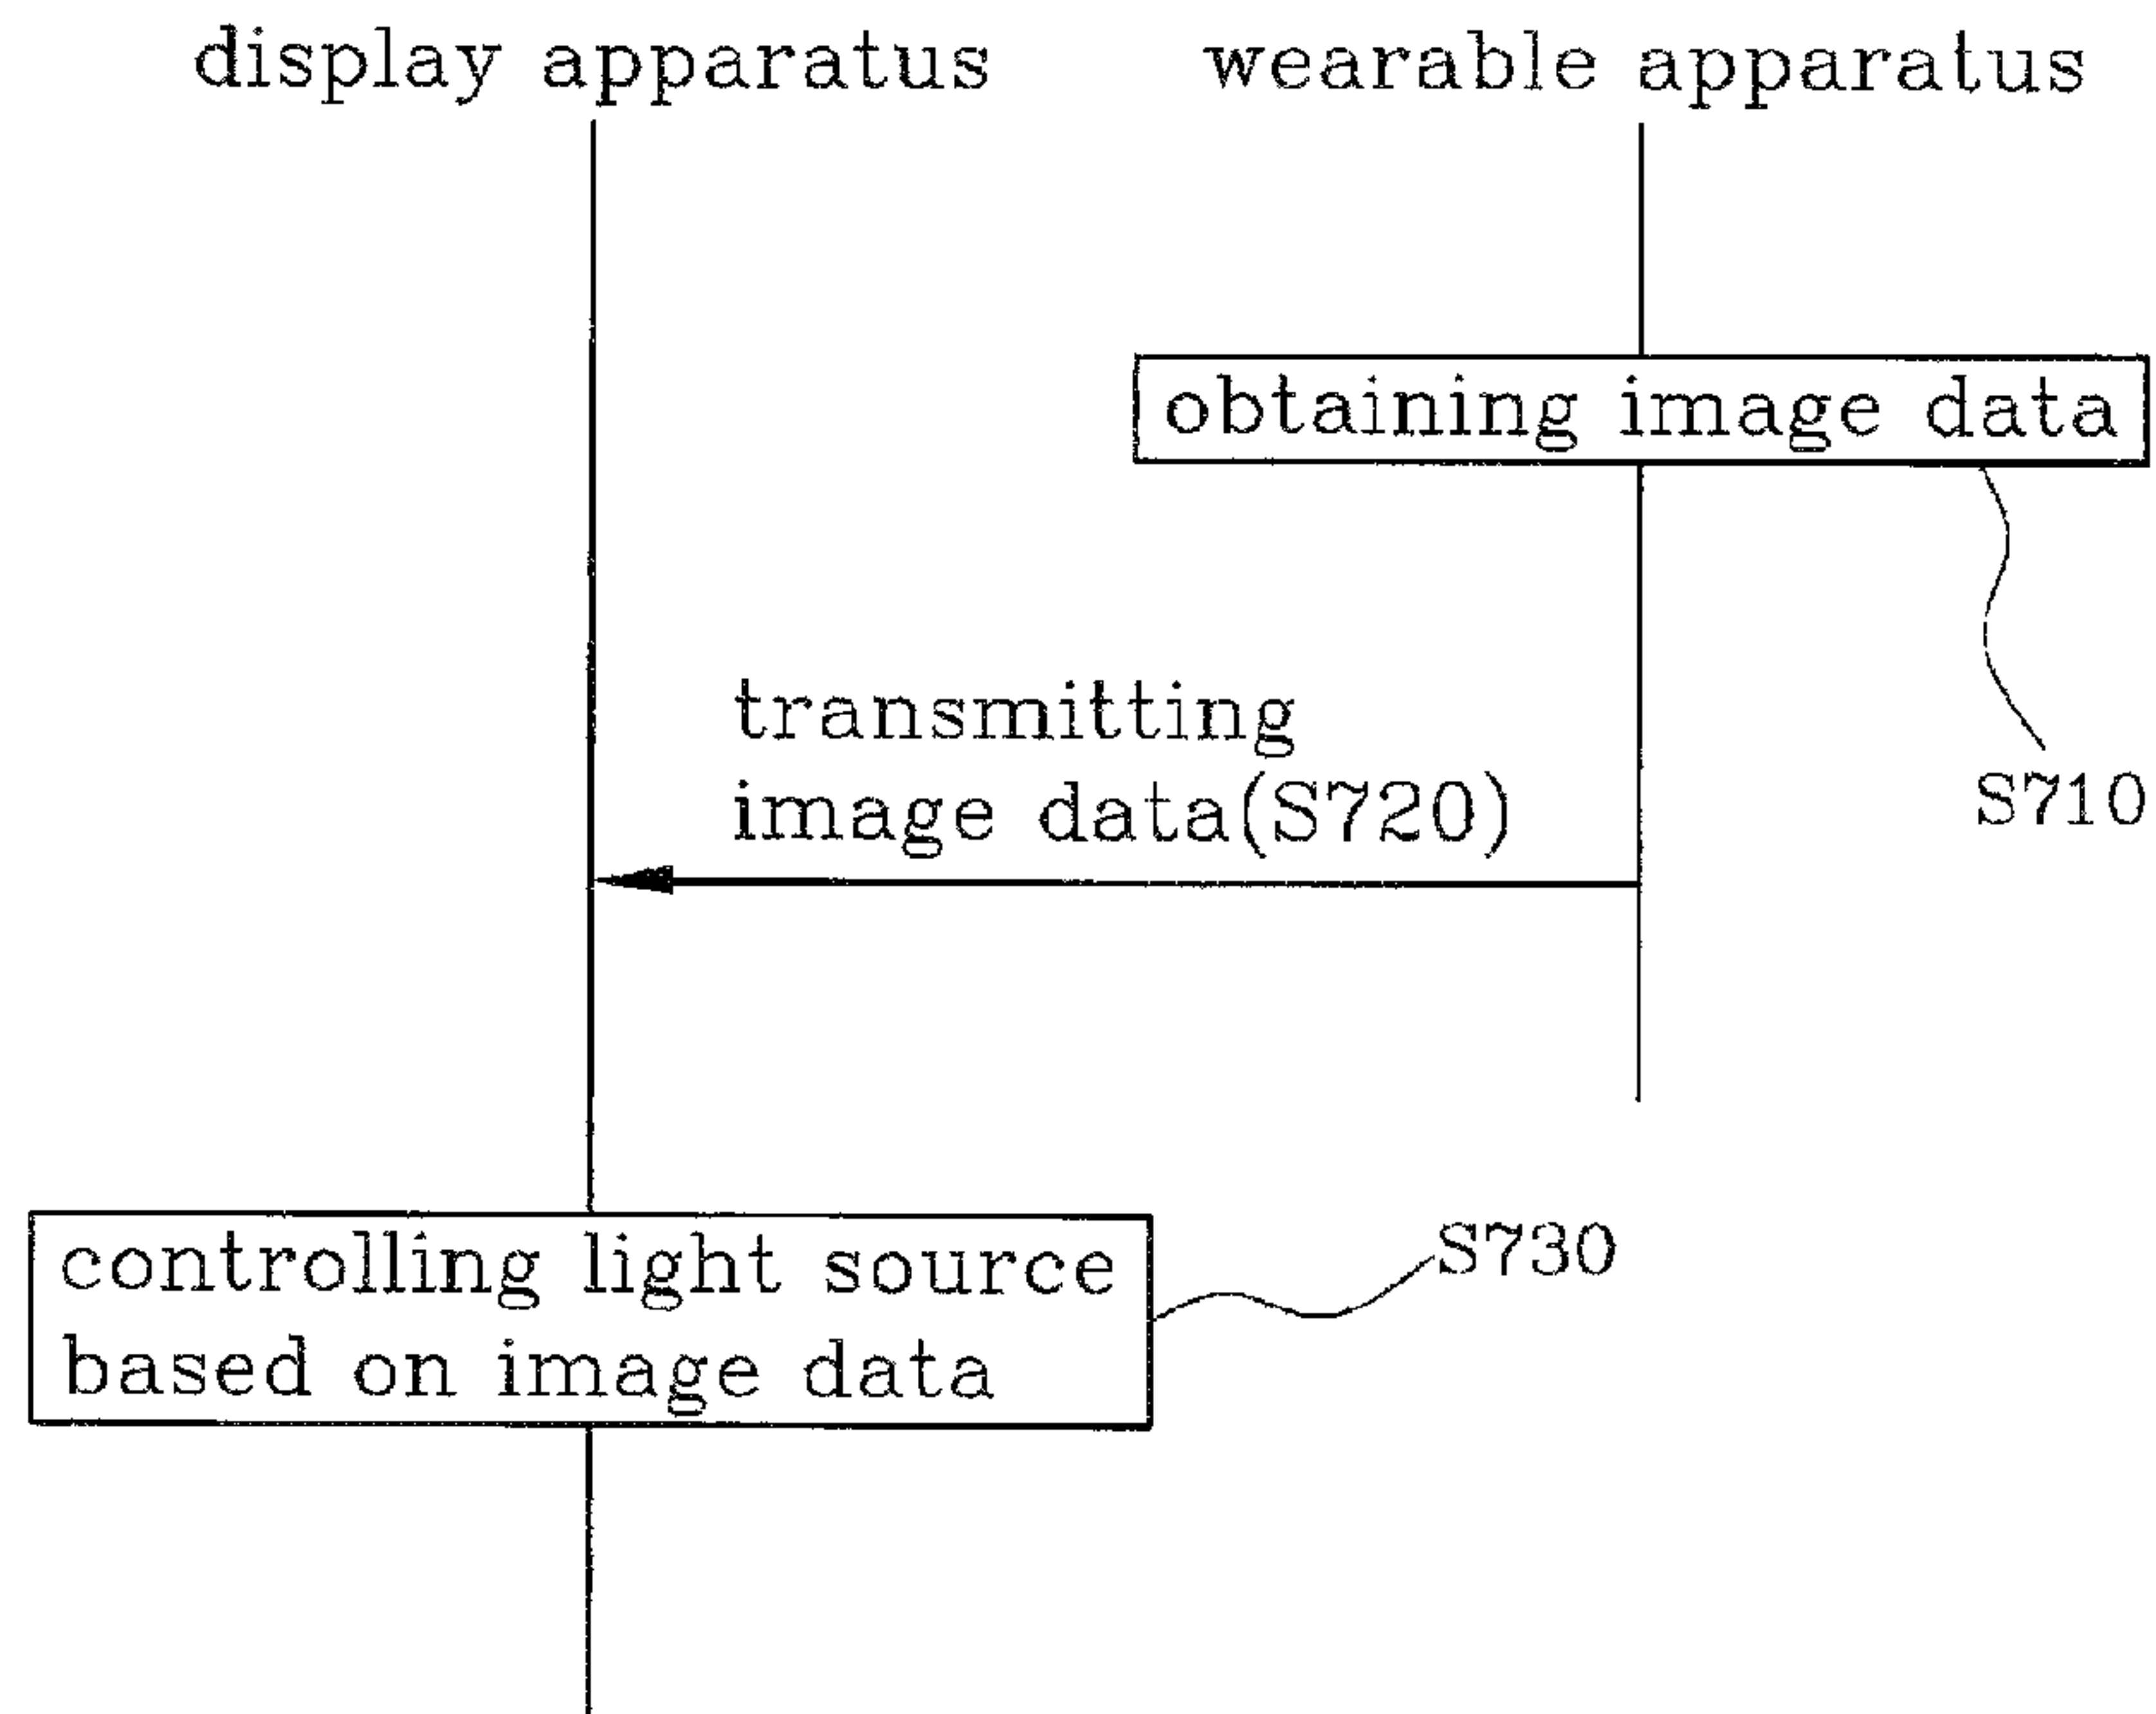 display apparatus
wearable apparatus
obtaining image data
transmitting
image data(S720)
S710
controlling light source
based on image data
S730